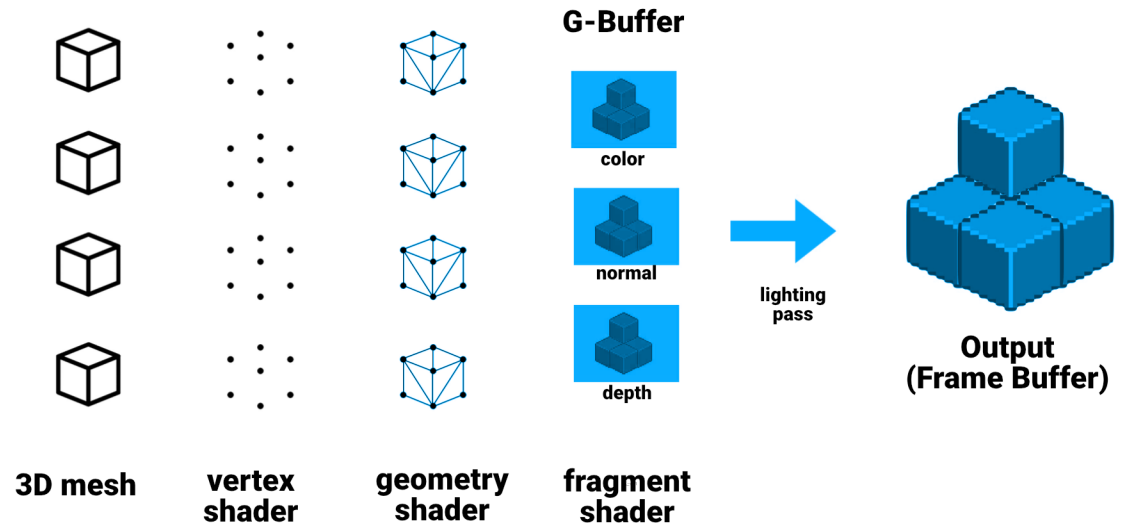 G-Buffer
color
normal
depth
lighting
pass
Output
(Frame Buffer)
3D mesh
vertex
shader
geometry
shader
fragment
shader